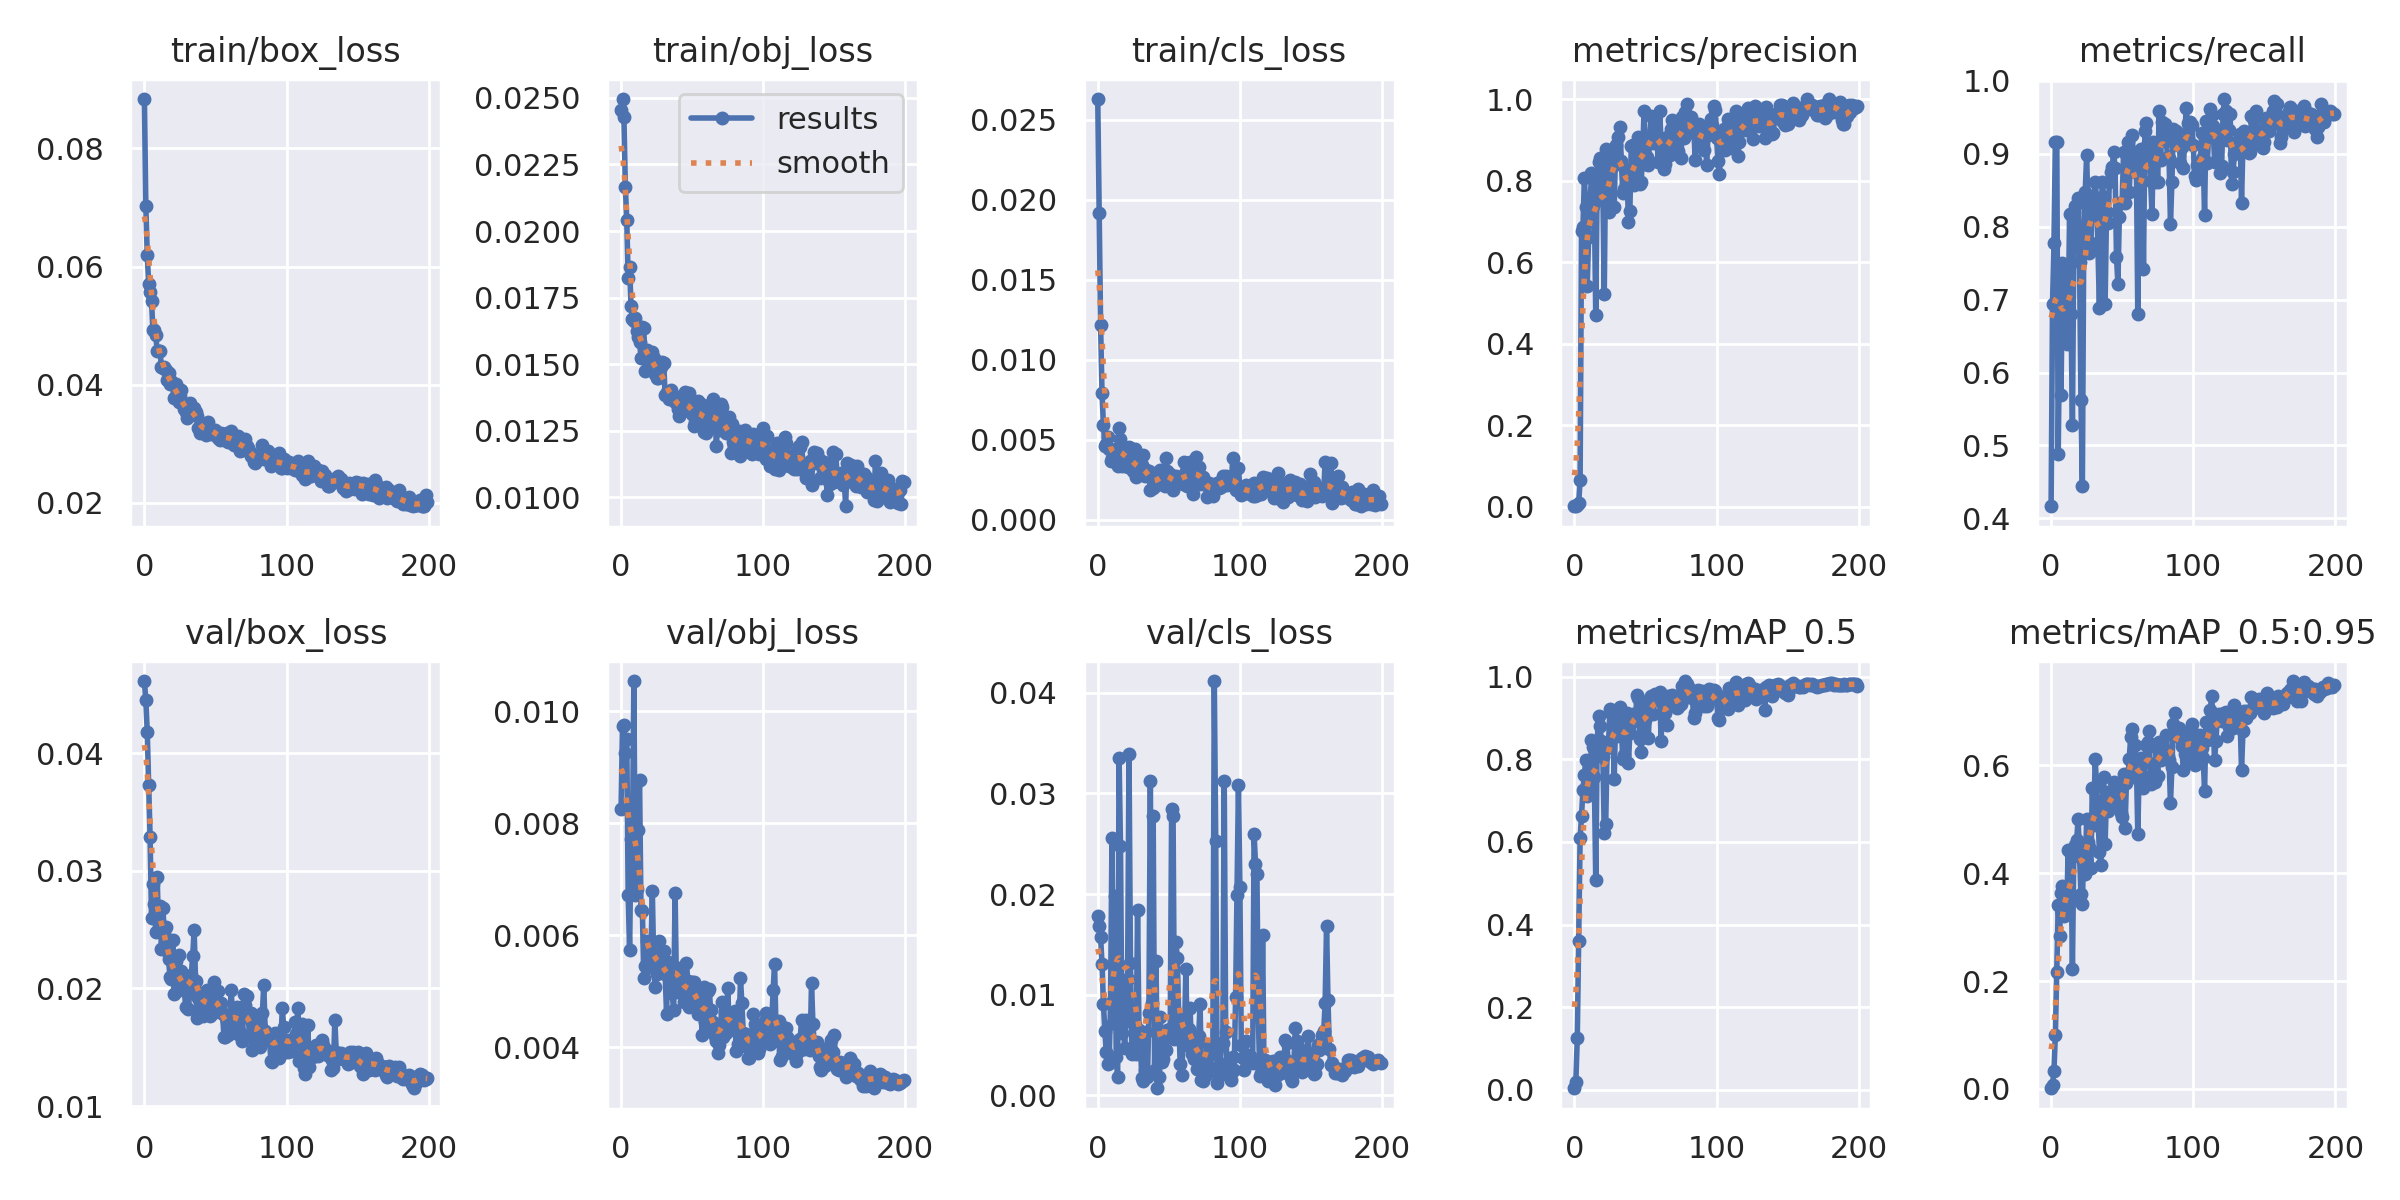 train/box_loss
0.08
0.06
0.04
0.02
0 100 200
train/obj_loss
results
smooth
0.0250
0.0225
0.0200
0.0175
0.0150
0.0125
0.0100
0 100 200
train/cls_loss
0.025
0.020
0.015
0.010
0.005
0.000
0 100 200
metrics/precision
1.0
0.8
0.6
0.4
0.2
0.0
0 100 200
metrics/recall
1.0
0.9
0.8
0.7
0.6
0.5
0.4
0 100 200
val/box_loss
0.04
0.03
0.02
0.01
0 100 200
val/obj_loss
0.010
0.008
0.006
0.004
0 100 200
val/cls_loss
0.04
0.03
0.02
0.01
0.00
0 100 200
metrics/mAP_0.5
1.0
0.8
0.6
0.4
0.2
0.0
0 100 200
metrics/mAP_0.5:0.95
0.6
0.4
0.2
0.0
0 100 200